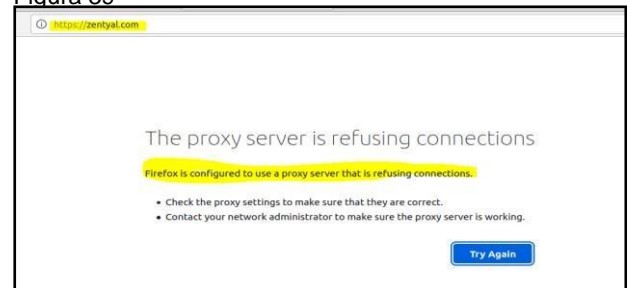 https://zentyal.com
The proxy server is refusing connections
Firefox is configured to use a proxy server that is refusing connections.
• Check the proxy settings to make sure that they are correct.
• Contact your network administrator to make sure the proxy server is working.
Try Again